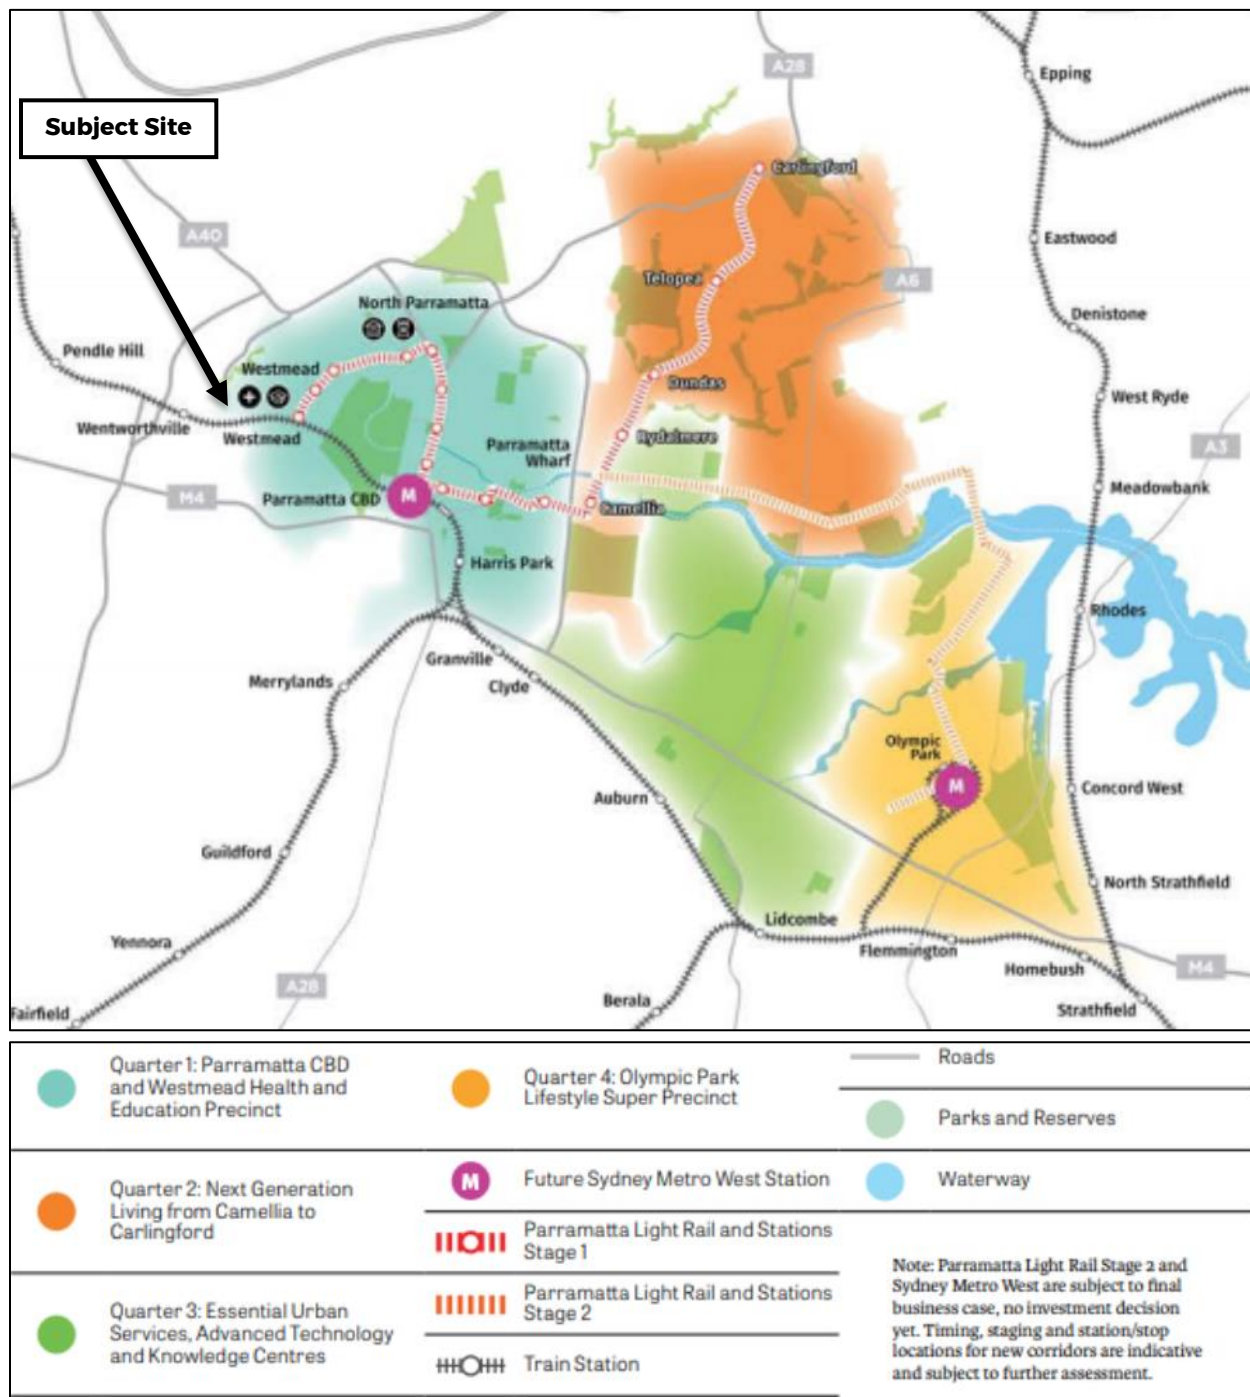 A28
Epping
Subject Site
Carlingford
A40
Eastwood
Telopea
A6
North Parramatta
Denistone
Pendle Hill
Westmead
Dundas
West Ryde
Wentworthville
Westmead
Rydalmere
A3
Parramatta
Wharf
M4
Parramatta CBD
M
Meadowbank
Camellia
Harris Park
Rhodes
Granville
Merrylands
Clyde
Olympic
Park
M
Auburn
Concord West
Guildford
North Strathfield
Lidcombe
Yennora
Flemmington
Homebush
M4
A28
Berala
Strathfield
Fairfield
Quarter 1: Parramatta CBD
and Westmead Health and
Education Precinct
Quarter 2: Next Generation
Living from Camellia to
Carlingford
Quarter 3: Essential Urban
Services, Advanced Technology
and Knowledge Centres
Quarter 4: Olympic Park
Lifestyle Super Precinct
M
Future Sydney Metro West Station
Parramatta Light Rail and Stations
Stage 1
Parramatta Light Rail and Stations
Stage 2
Train Station
Roads
Parks and Reserves
Waterway
Note: Parramatta Light Rail Stage 2 and
Sydney Metro West are subject to final
business case, no investment decision
yet. Timing, staging and station/stop
locations for new corridors are indicative
and subject to further assessment.